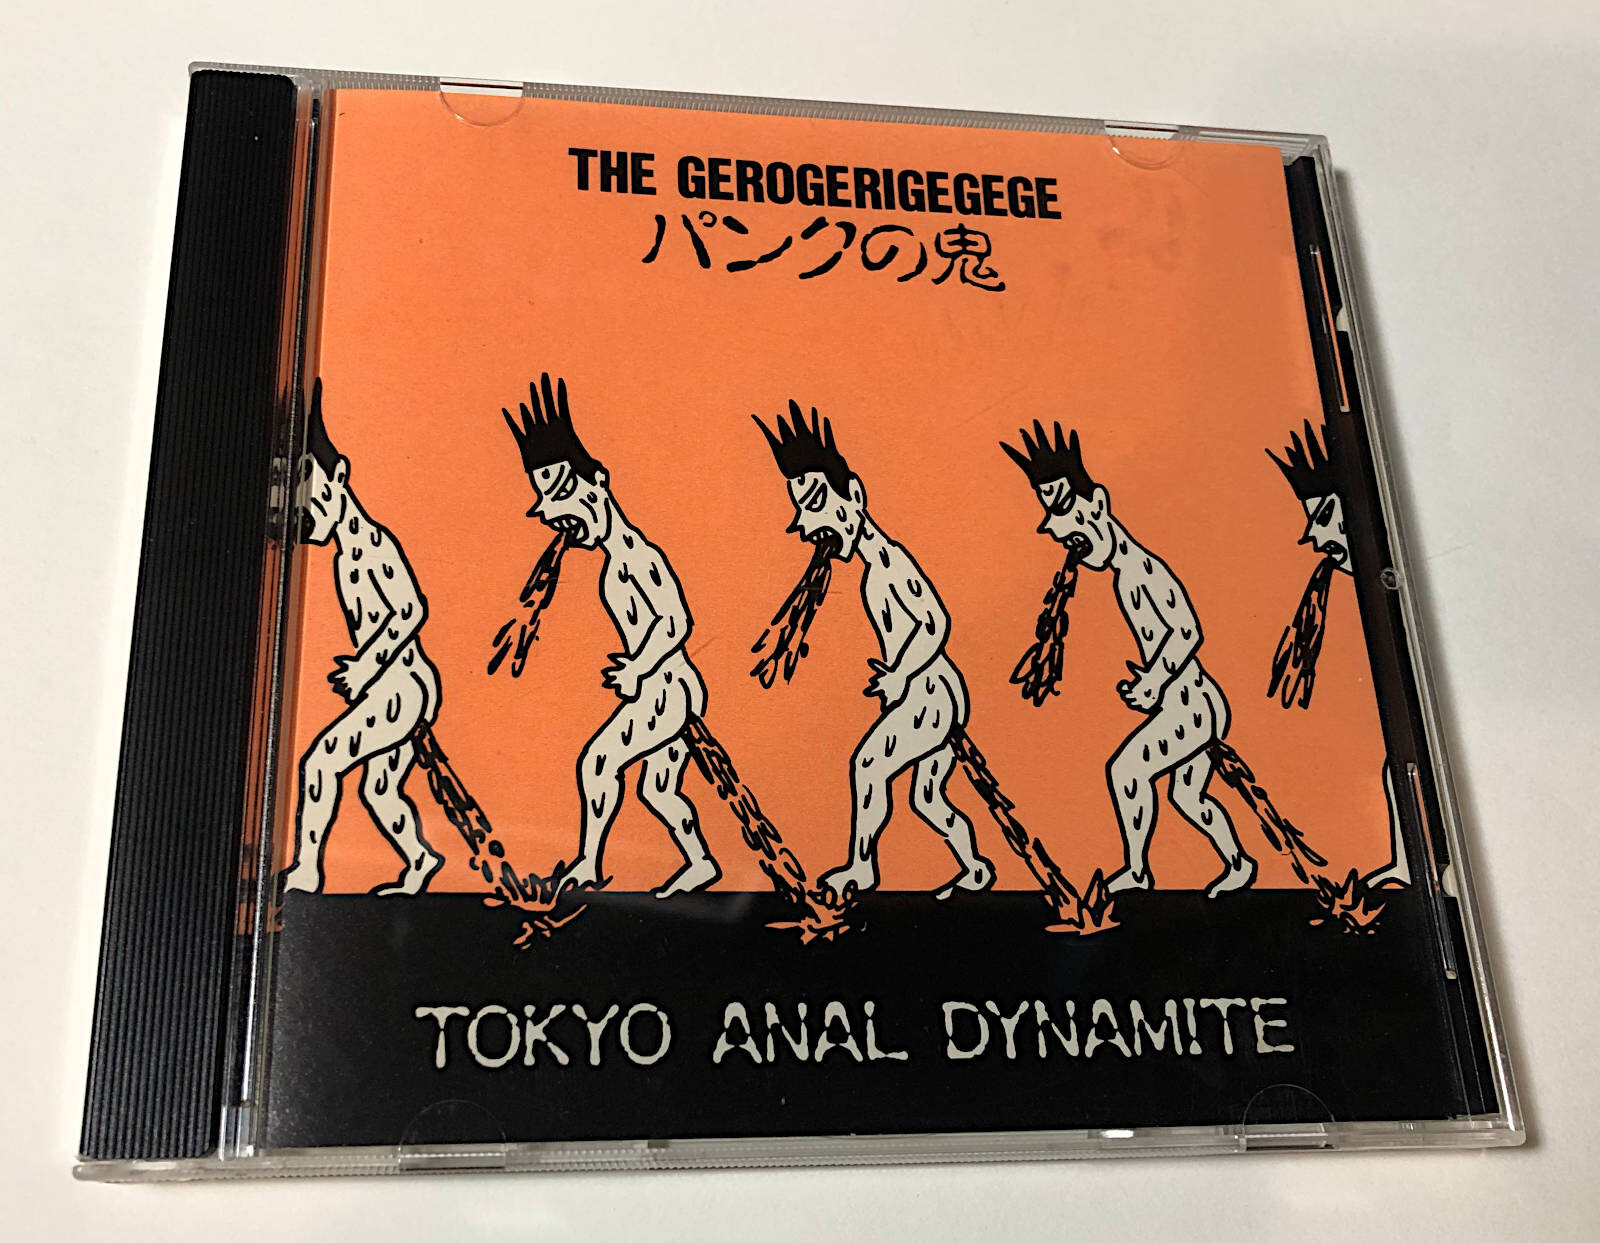 THE GEROGERIGEGEGE
パンクの鬼
TOKYO ANAL DYNAMITE